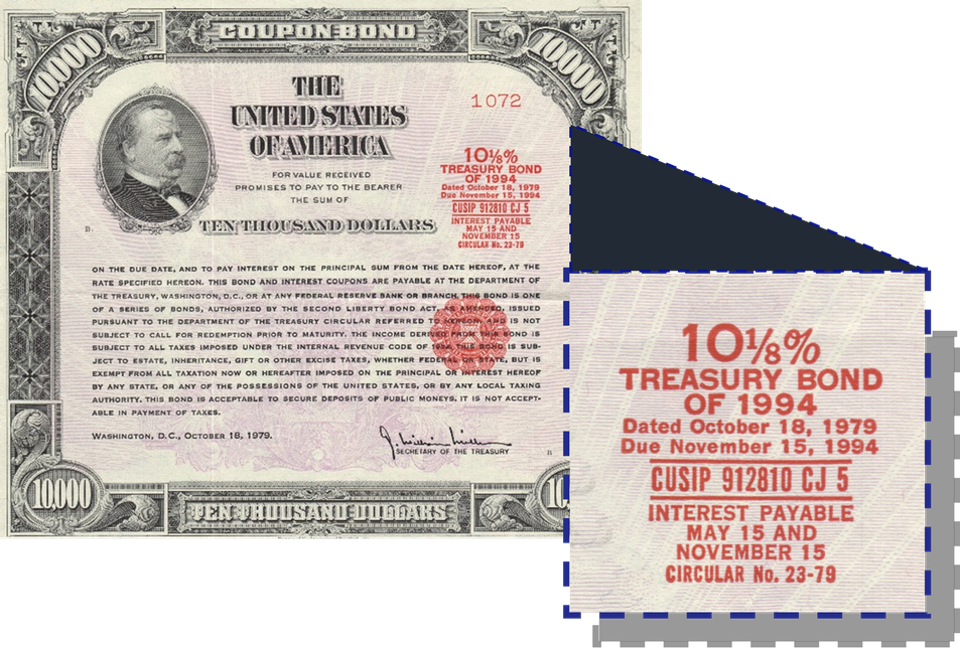 COUPON BOND
10,000
10,000
THE
UNITED STATES
OF AMERICA
1072
FOR VALUE RECEIVED
PROMISES TO PAY TO THE BEARER
THE SUM OF
TEN THOUSAND DOLLARS
10⅛%
TREASURY BOND
OF 1994
Dated October 18, 1979
Due November 15, 1994
CUSIP 912810 CJ 5
INTEREST PAYABLE
MAY 15 AND
NOVEMBER 15
CIRCULAR No. 23-79
B
ON THE DUE DATE, AND TO PAY INTEREST ON THE PRINCIPAL SUM FROM THE DATE HEREOF, AT THE
RATE SPECIFIED HEREON. THIS BOND AND INTEREST COUPONS ARE PAYABLE AT THE DEPARTMENT OF
THE TREASURY, WASHINGTON, D.C., OR AT ANY FEDERAL RESERVE BANK OR BRANCH. THIS BOND IS ONE
OF A SERIES OF BONDS, AUTHORIZED BY THE SECOND LIBERTY BOND ACT, AS AMENDED, ISSUED
PURSUANT TO THE DEPARTMENT OF THE TREASURY CIRCULAR REFERRED TO HEREON, AND IS NOT
SUBJECT TO CALL FOR REDEMPTION PRIOR TO MATURITY. THE INCOME DERIVED FROM THIS BOND IS
SUBJECT TO ALL TAXES IMPOSED UNDER THE INTERNAL REVENUE CODE OF 1954. THIS BOND IS SUB-
JECT TO ESTATE, INHERITANCE, GIFT OR OTHER EXCISE TAXES, WHETHER FEDERAL OR STATE, BUT IS
EXEMPT FROM ALL TAXATION NOW OR HEREAFTER IMPOSED ON THE PRINCIPAL OR INTEREST HEREOF
BY ANY STATE, OR ANY OF THE POSSESSIONS OF THE UNITED STATES, OR BY ANY LOCAL TAXING
AUTHORITY. THIS BOND IS ACCEPTABLE TO SECURE DEPOSITS OF PUBLIC MONEYS. IT IS NOT ACCEPT-
ABLE IN PAYMENT OF TAXES.
WASHINGTON, D.C., OCTOBER 18, 1979.
SECRETARY OF THE TREASURY
B
10,000
TEN THOUSAND DOLLARS
10⅛%
TREASURY BOND
OF 1994
Dated October 18, 1979
Due November 15, 1994
CUSIP 912810 CJ 5
INTEREST PAYABLE
MAY 15 AND
NOVEMBER 15
CIRCULAR No. 23-79